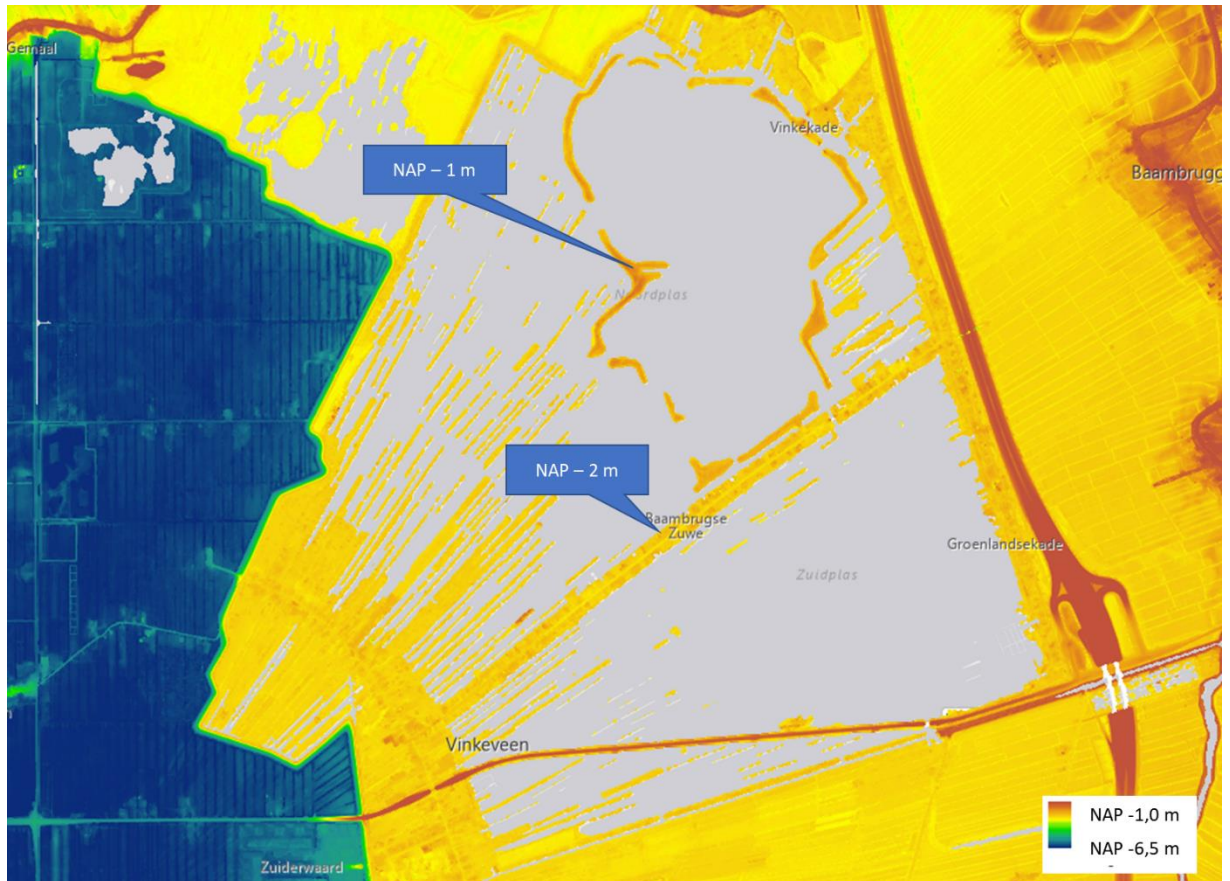 Gemaal
Vinkekade
NAP – 1 m
Baambrugg
Noordplas
NAP – 2 m
Baambrugse
Zuwe
Groenlandsekade
Zuidplas
Vinkeveen
NAP -1,0 m
NAP -6,5 m
-
Zuiderwaard